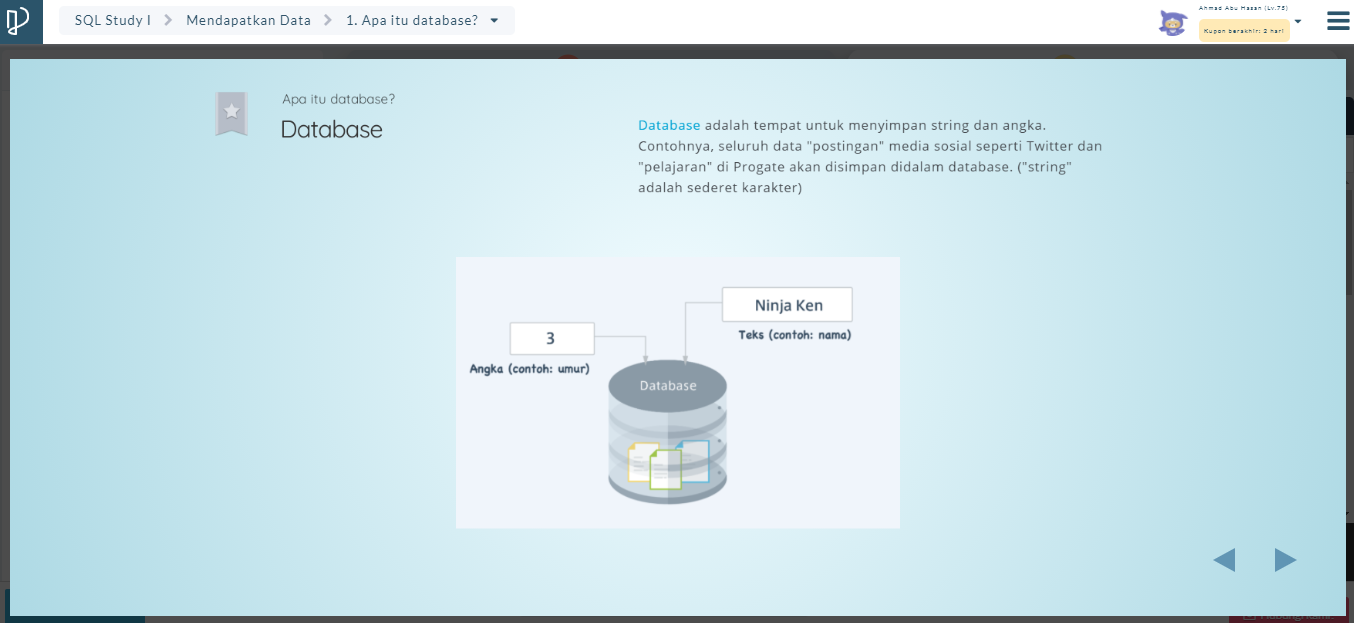 SQL Study I
Mendapatkan Data
1. Apa itu database?
Ahmad Abu Hasan (Lv.75)
Kupon berakhir: 2 hari
Apa itu database?
Database
Database adalah tempat untuk menyimpan string dan angka.
Contohnya, seluruh data "postingan" media sosial seperti Twitter dan
"pelajaran" di Progate akan disimpan didalam database. ("string"
adalah sederet karakter)
Ninja Ken
Teks (contoh: nama)
3
Angka (contoh: umur)
Database